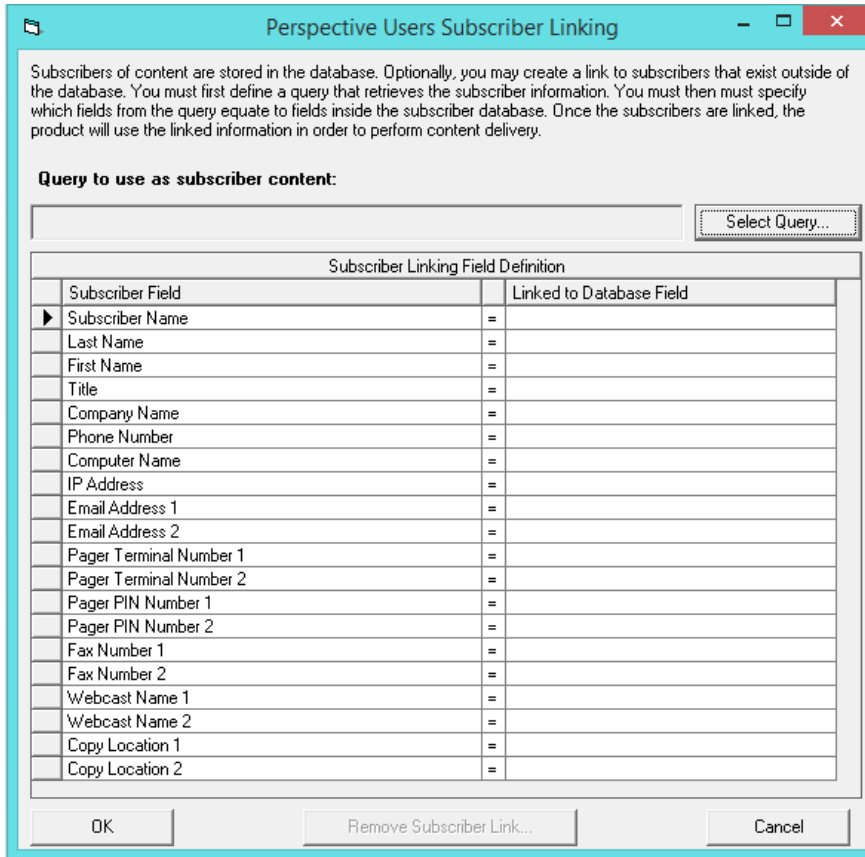 Perspective Users Subscriber Linking
Subscribers of content are stored in the database. Optionally, you may create a link to subscribers that exist outside of
the database. You must first define a query that retrieves the subscriber information. You must then must specify
which fields from the query equate to fields inside the subscriber database. Once the subscribers are linked, the
product will use the linked information in order to perform content delivery.
Query to use as subscriber content:
Select Query...
Subscriber Linking Field Definition
Subscriber Field Linked to Database Field
Subscriber Name =
Last Name =
First Name =
Title =
Company Name =
Phone Number =
Computer Name =
IP Address =
Email Address 1 =
Email Address 2 =
Pager Terminal Number 1 =
Pager Terminal Number 2 =
Pager PIN Number 1 =
Pager PIN Number 2 =
Fax Number 1 =
Fax Number 2 =
Webcast Name 1 =
Webcast Name 2 =
Copy Location 1 =
Copy Location 2 =
OK Remove Subscriber Link... Cancel